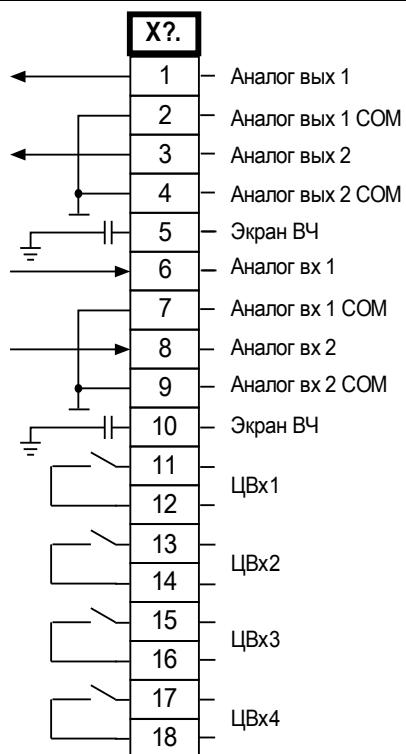 X?.
1 Аналог вых 1
2 Аналог вых 1 COM
3 Аналог вых 2
4 Аналог вых 2 COM
5 Экран ВЧ
6 Аналог вх 1
7 Аналог вх 1 COM
8 Аналог вх 2
9 Аналог вх 2 COM
10 Экран ВЧ
11
ЦВх1
12
13
ЦВх2
14
15
ЦВх3
16
17
ЦВх4
18